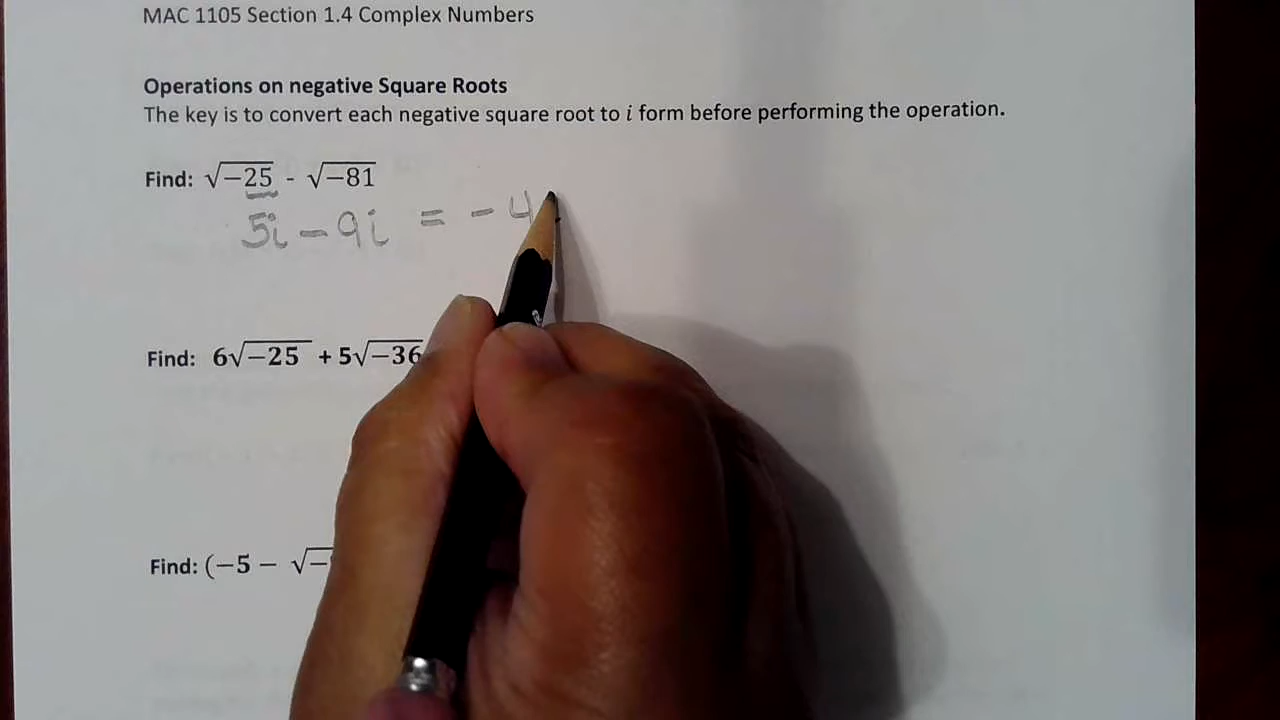 MAC 1105 Section 1.4 Complex Numbers
Operations on negative Square Roots
The key is to convert each negative square root to i form before performing the operation.
Find: √−25 - √−81
5i − 9i = − 4
Find: 6√−25 + 5√−36
Find: (−5 − √−